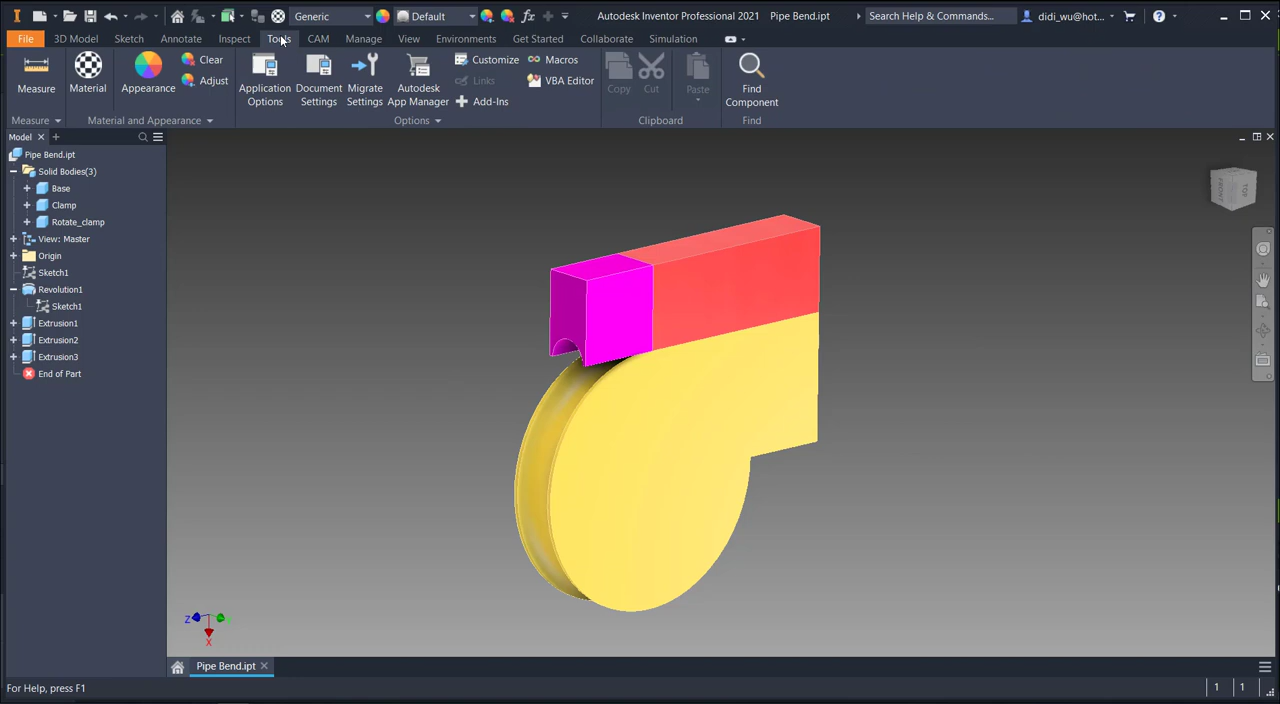 Generic
Default
fx
Autodesk Inventor Professional 2021 Pipe Bend.ipt
Search Help & Commands...
didi_wu@hot...
File
3D Model
Sketch
Annotate
Inspect
Tools
CAM
Manage
View
Environments
Get Started
Collaborate
Simulation
Measure
Material
Appearance
Clear
Adjust
Application Options
Document Settings
Migrate Settings
Autodesk App Manager
Customize
Links
Add-Ins
Macros
VBA Editor
Copy
Cut
Paste
Find Component
Measure
Material and Appearance
Options
Clipboard
Find
Model
Pipe Bend.ipt
Solid Bodies(3)
Base
Clamp
Rotate_clamp
View: Master
Origin
Sketch1
Revolution1
Sketch1
Extrusion1
Extrusion2
Extrusion3
End of Part
Z
X
Pipe Bend.ipt
For Help, press F1
1 1